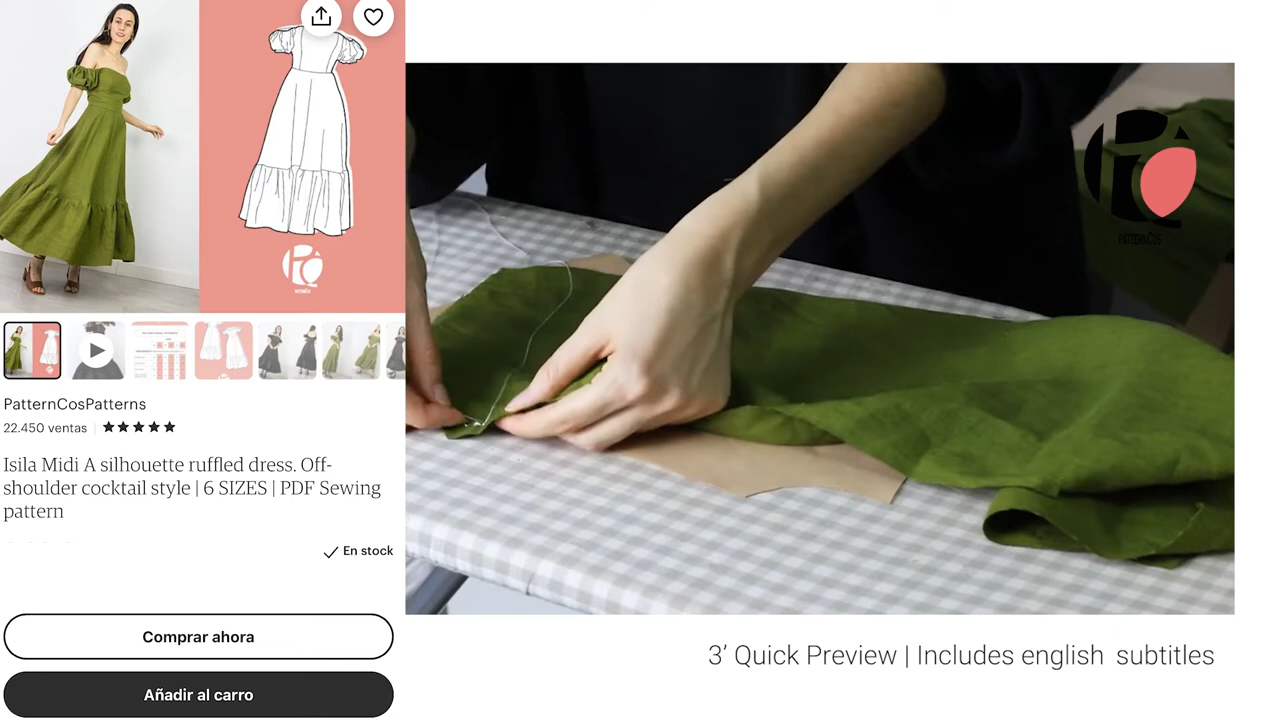 PatternCosPatterns
22.450 ventas
Isila Midi A silhouette ruffled dress. Off-
shoulder cocktail style | 6 SIZES | PDF Sewing
pattern
En stock
Comprar ahora
Añadir al carro
PATTERNCOS
3’ Quick Preview | Includes english subtitles